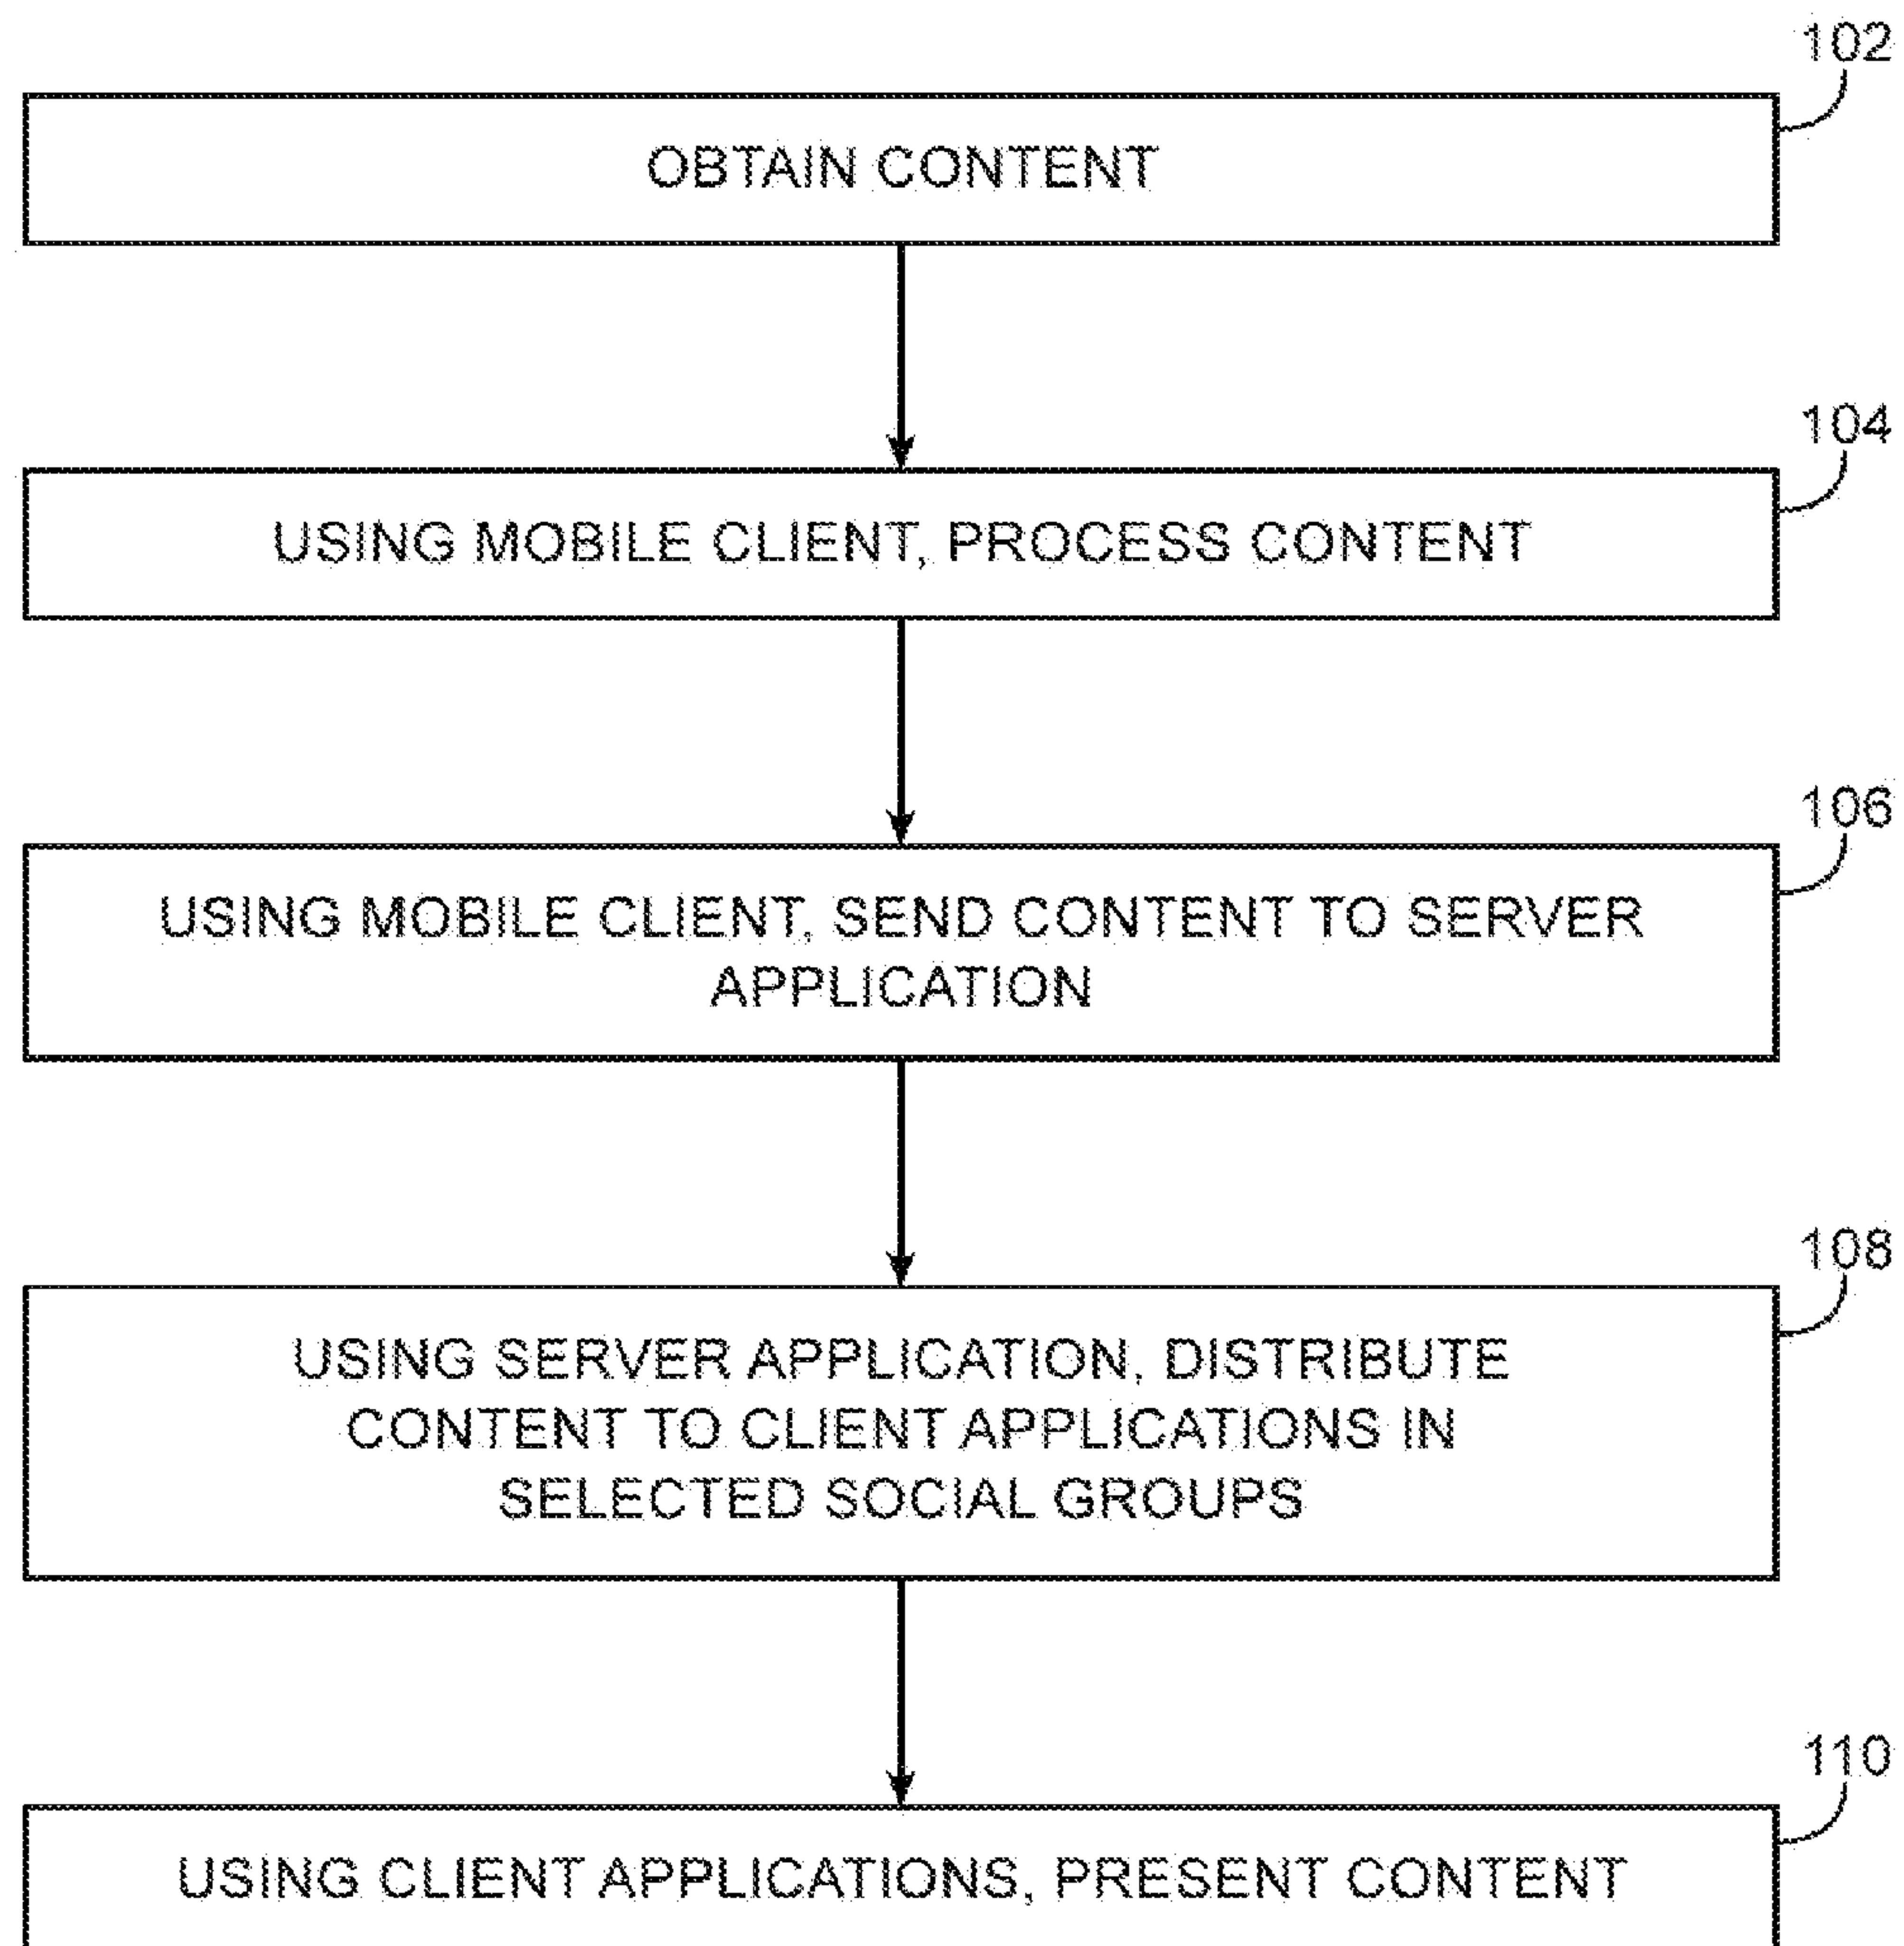 102
OBTAIN CONTENT
104
USING MOBILE CLIENT, PROCESS CONTENT
106
USING MOBILE CLIENT, SEND CONTENT TO SERVER
APPLICATION
108
USING SERVER APPLICATION, DISTRIBUTE
CONTENT TO CLIENT APPLICATIONS IN
SELECTED SOCIAL GROUPS
110
USING CLIENT APPLICATIONS, PRESENT CONTENT